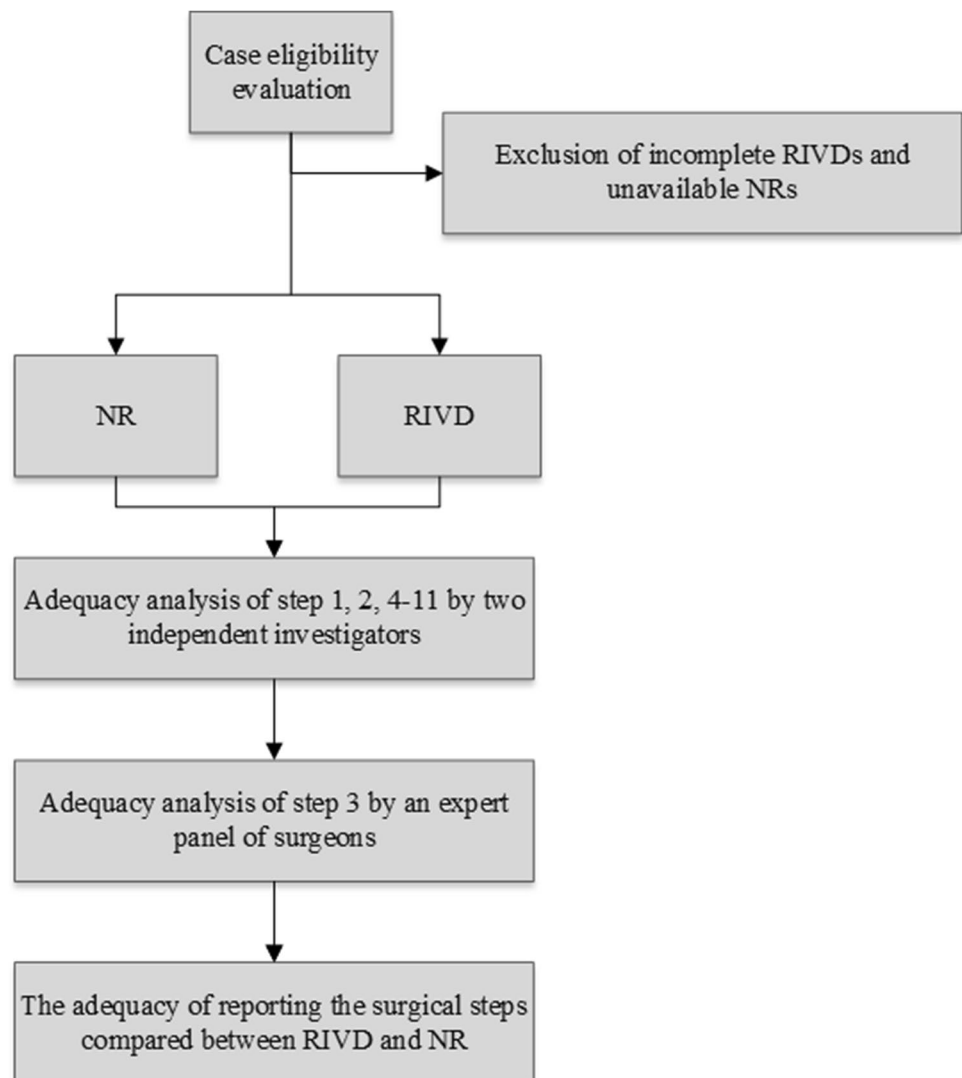 Case eligibility
evaluation
Exclusion of incomplete RIVDs and
unavailable NRs
NR
RIVD
Adequacy analysis of step 1, 2, 4-11 by two
independent investigators
Adequacy analysis of step 3 by an expert
panel of surgeons
The adequacy of reporting the surgical steps
compared between RIVD and NR